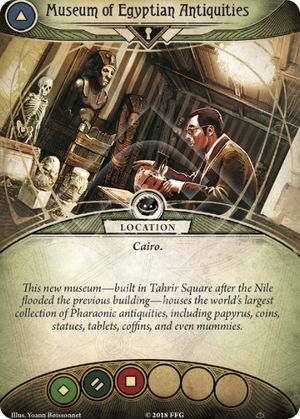 Museum of Egyptian Antiquities
LOCATION
Cairo.
This new museum—built in Tahrir Square after the Nile
flooded the previous building—houses the world's largest
collection of Pharaonic antiquities, including papyrus, coins,
statues, tablets, coffins, and even mummies.
Illus. Yoann Boissonnet
© 2018 FFG